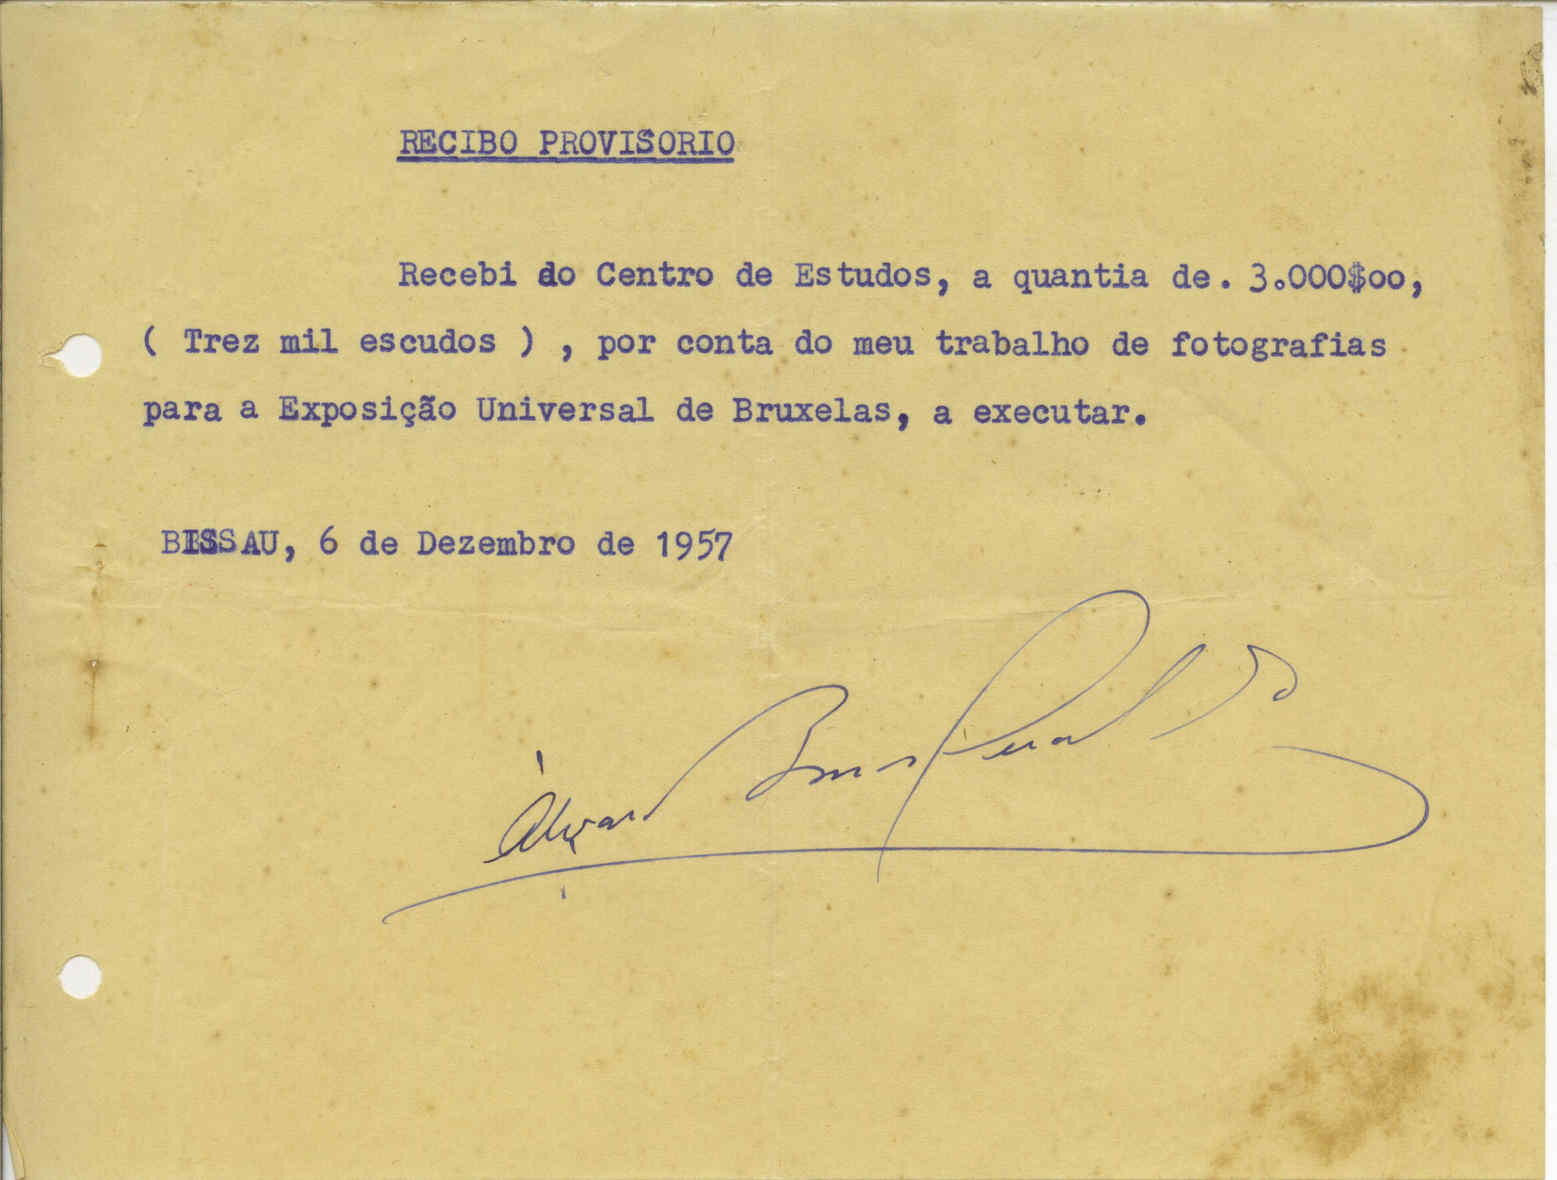 RECIBO PROVISORIO
Recebi do Centro de Estudos, a quantia de. 3.000$oo,
( Trez mil escudos ) , por conta do meu trabalho de fotografias
para a Exposição Universal de Bruxelas, a executar.
BISSAU, 6 de Dezembro de 1957